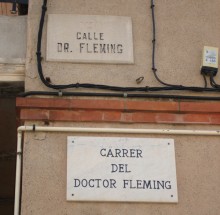 CALLE
DR. FLEMING
CARRER
DEL
DOCTOR FLEMING